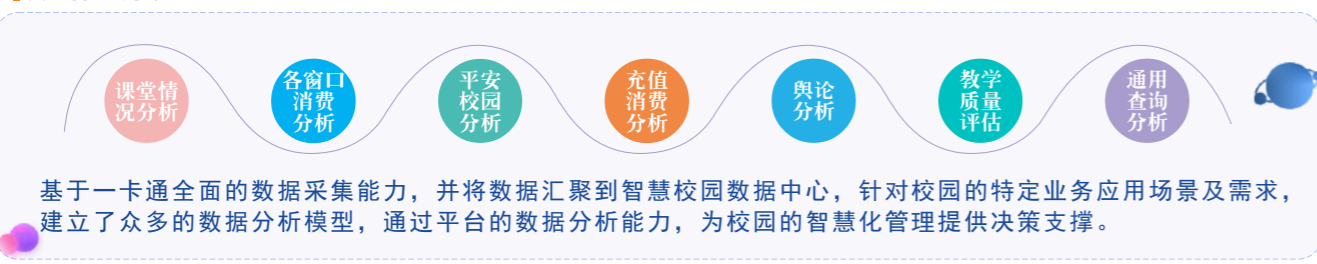 课堂情
况分析
各窗口
消费
分析
平安
校园
分析
充值
消费
分析
舆论
分析
教学
质量
评估
通用
查询
分析
基于一卡通全面的数据采集能力，并将数据汇聚到智慧校园数据中心，针对校园的特定业务应用场景及需求，
建立了众多的数据分析模型，通过平台的数据分析能力，为校园的智慧化管理提供决策支撑。